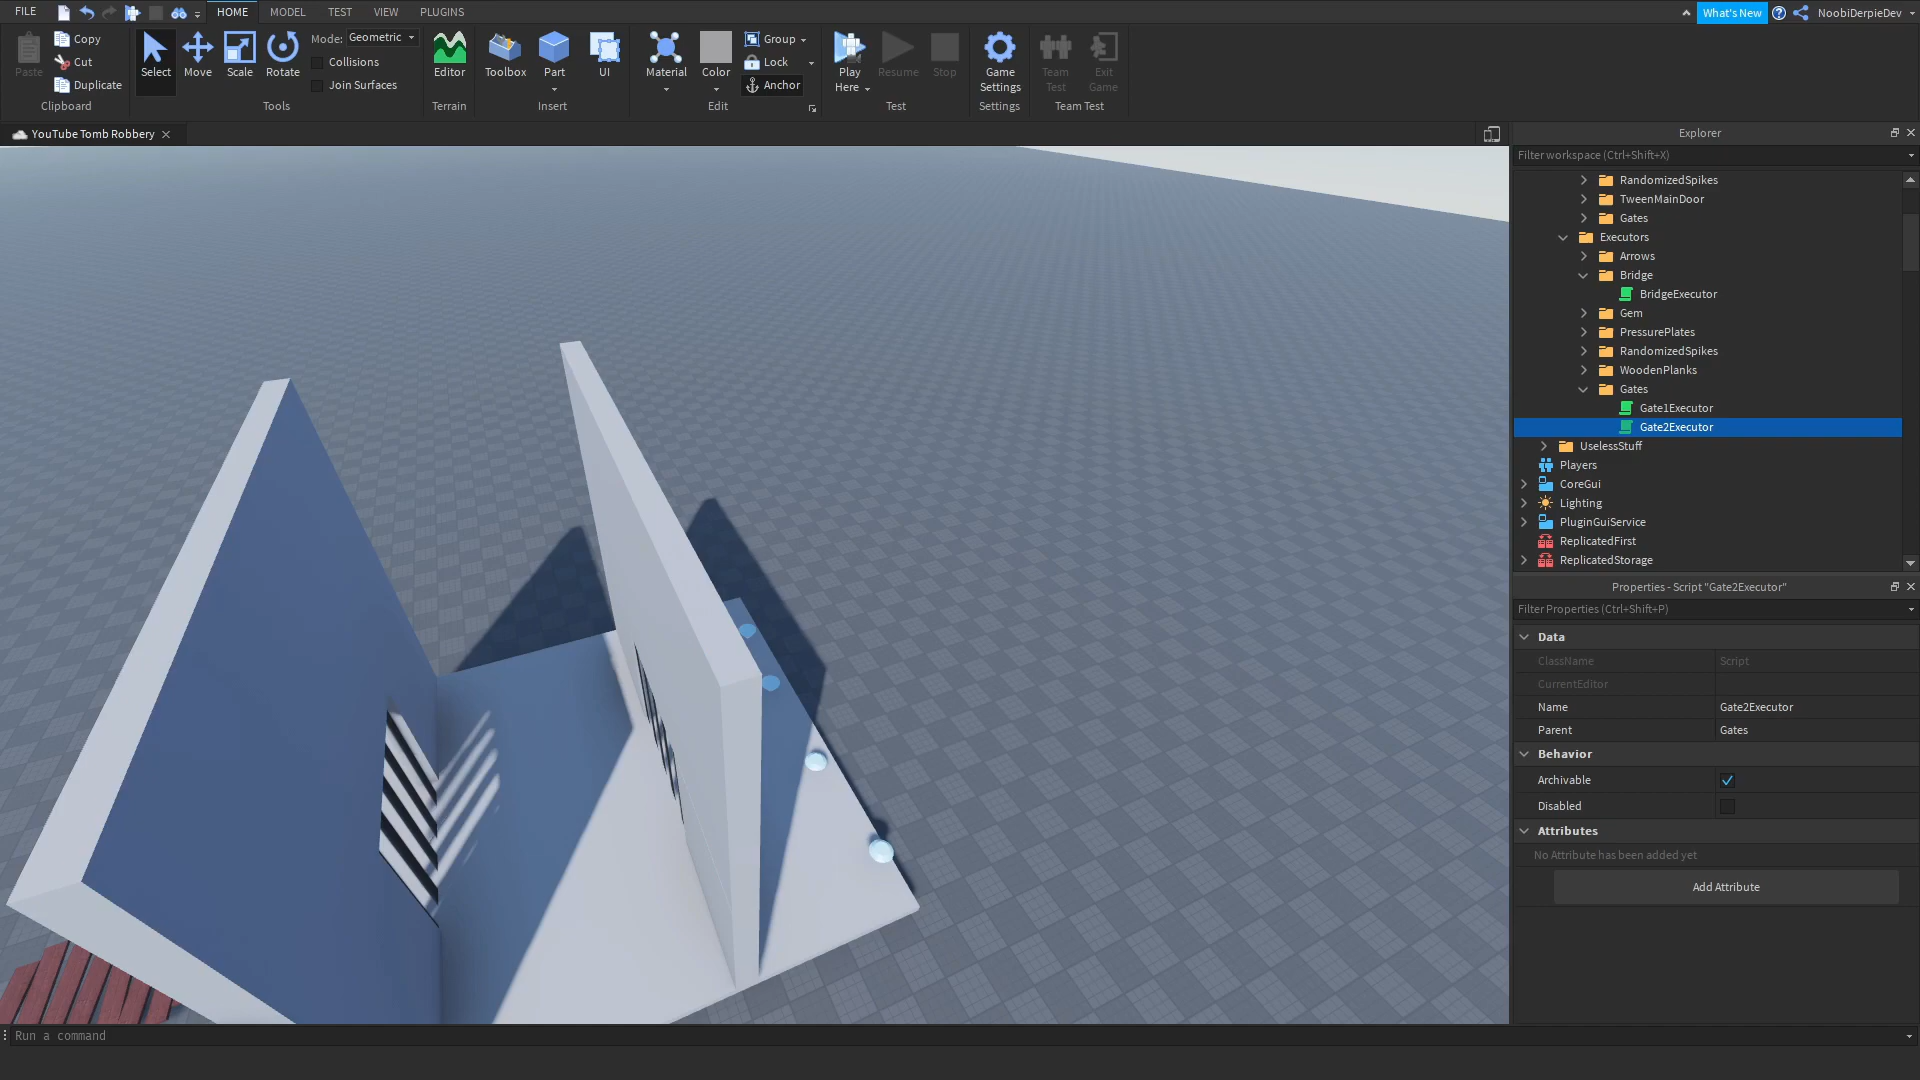 FILE
HOME
MODEL
TEST
VIEW
PLUGINS
What's New
NoobiDerpieDev
Paste
Copy
Cut
Duplicate
Clipboard
Select
Move
Scale
Rotate
Mode: Geometric
Collisions
Join Surfaces
Tools
Editor
Terrain
Toolbox
Part
UI
Insert
Material
Color
Group
Lock
Anchor
Edit
Play
Here
Resume
Stop
Test
Game
Settings
Settings
Team
Test
Exit
Game
Team Test
YouTube Tomb Robbery
Explorer
Filter workspace (Ctrl+Shift+X)
RandomizedSpikes
TweenMainDoor
Gates
Executors
Arrows
Bridge
BridgeExecutor
Gem
PressurePlates
RandomizedSpikes
WoodenPlanks
Gates
Gate1Executor
Gate2Executor
UselessStuff
Players
CoreGui
Lighting
PluginGuiService
ReplicatedFirst
ReplicatedStorage
Properties - Script "Gate2Executor"
Filter Properties (Ctrl+Shift+P)
Data
ClassName Script
CurrentEditor
Name Gate2Executor
Parent Gates
Behavior
Archivable
Disabled
Attributes
No Attribute has been added yet
Add Attribute
Run a command